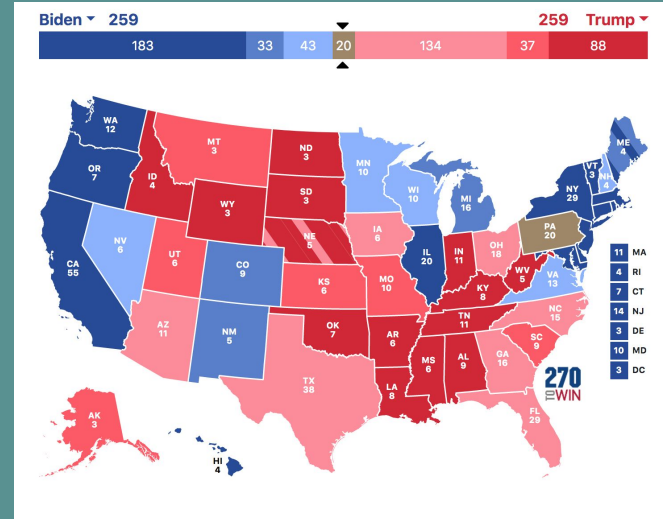 Biden 259
259 Trump
183 33 43 20 134 37 88
WA
12
OR
7
CA
55
NV
6
ID
4
MT
3
WY
3
UT
6
AZ
11
CO
9
NM
5
ND
3
SD
3
NE
5
KS
6
OK
7
TX
38
MN
10
IA
6
MO
10
AR
6
LA
8
WI
10
IL
20
MI
16
IN
11
OH
18
KY
8
TN
11
MS
6
AL
9
GA
16
FL
29
SC
9
NC
15
VA
13
WV
5
PA
20
NY
29
VT
3
NH
4
ME
4
11 MA
4 RI
7 CT
14 NJ
3 DE
10 MD
3 DC
AK
3
HI
4
270
TOWIN